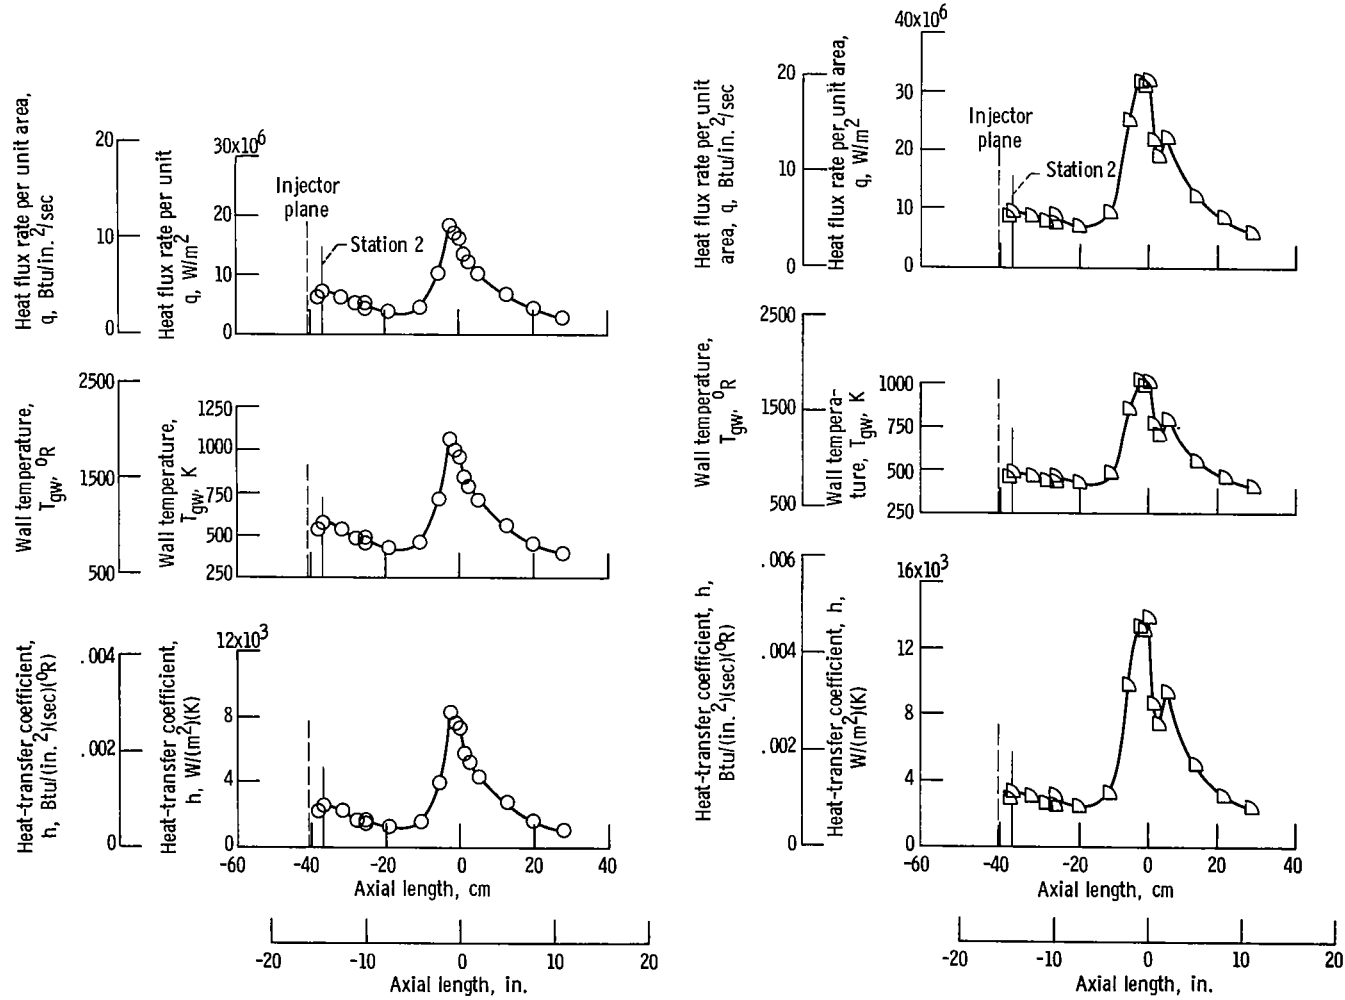 Heat flux rate per unit area,
q, Btu/in.²/sec
20
10
0
Heat flux rate per unit
q, W/m²
30x10⁶
20
10
0
Injector
plane
Station 2
Wall temperature,
T_gw, ⁰R
2500
1500
500
Wall temperature,
T_gw, K
1250
1000
750
500
250
Heat-transfer coefficient,
h, Btu/(in.²)(sec)(⁰R)
.004
.002
0
Heat-transfer coefficient,
h, W/(m²)(K)
12x10³
8
4
0
-60 -40 -20 0 20 40
Axial length, cm
-20 -10 0 10 20
Axial length, in.
Heat flux rate per unit
area, q, Btu/in.²/sec
20
10
0
Heat flux rate per unit area,
q, W/m²
40x10⁶
30
20
10
0
Injector
plane
Station 2
Wall temperature,
T_gw, ⁰R
2500
1500
500
Wall tempera-
ture, T_gw, K
1000
750
500
250
Heat-transfer coefficient, h,
Btu/(in.²)(sec)(⁰R)
.006
.004
.002
0
Heat-transfer coefficient, h,
W/(m²)(K)
16x10³
12
8
4
0
-60 -40 -20 0 20 40
Axial length, cm
-20 -10 0 10 20
Axial length, in.